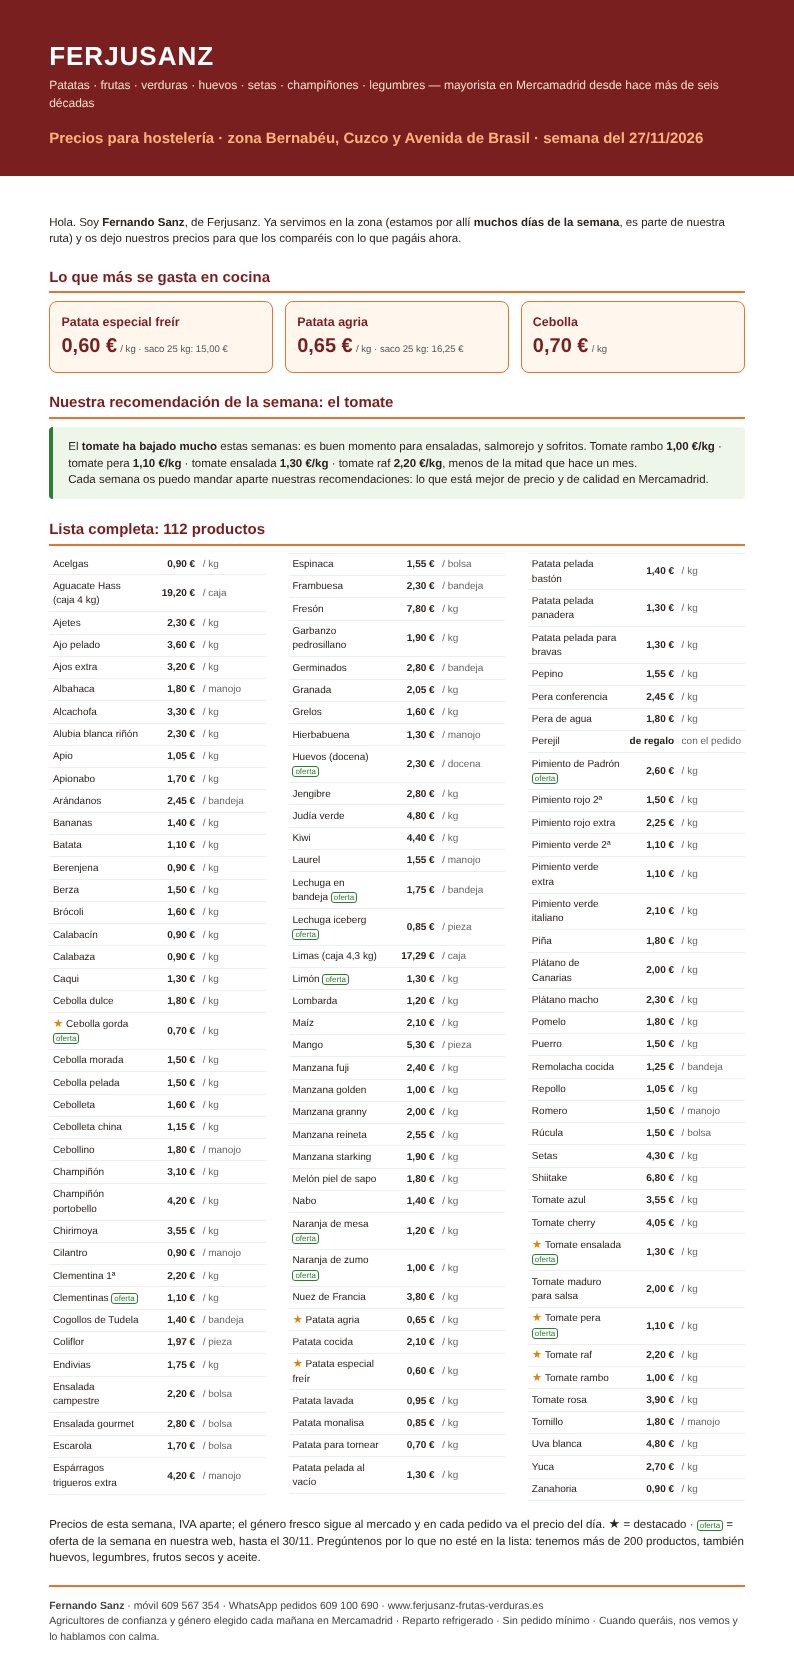 FERJUSANZ
Patatas · frutas · verduras · huevos · setas · champiñones · legumbres — mayorista en Mercamadrid desde hace más de seis
décadas
Precios para hostelería · zona Bernabéu, Cuzco y Avenida de Brasil · semana del 27/11/2026
Hola. Soy Fernando Sanz, de Ferjusanz. Ya servimos en la zona (estamos por allí muchos días de la semana, es parte de nuestra
ruta) y os dejo nuestros precios para que los comparéis con lo que pagáis ahora.
Lo que más se gasta en cocina
Patata especial freír
0,60 € / kg · saco 25 kg: 15,00 €
Patata agria
0,65 € / kg · saco 25 kg: 16,25 €
Cebolla
0,70 € / kg
Nuestra recomendación de la semana: el tomate
El tomate ha bajado mucho estas semanas: es buen momento para ensaladas, salmorejo y sofritos. Tomate rambo 1,00 €/kg ·
tomate pera 1,10 €/kg · tomate ensalada 1,30 €/kg · tomate raf 2,20 €/kg, menos de la mitad que hace un mes.
Cada semana os puedo mandar aparte nuestras recomendaciones: lo que está mejor de precio y de calidad en Mercamadrid.
Lista completa: 112 productos
Acelgas 0,90 € / kg
Aguacate Hass
(caja 4 kg) 19,20 € / caja
Ajetes 2,30 € / kg
Ajo pelado 3,60 € / kg
Ajos extra 3,20 € / kg
Albahaca 1,80 € / manojo
Alcachofa 3,30 € / kg
Alubia blanca riñón 2,30 € / kg
Apio 1,05 € / kg
Apionabo 1,70 € / kg
Arándanos 2,45 € / bandeja
Bananas 1,40 € / kg
Batata 1,10 € / kg
Berenjena 0,90 € / kg
Berza 1,50 € / kg
Brócoli 1,60 € / kg
Calabacín 0,90 € / kg
Calabaza 0,90 € / kg
Caqui 1,30 € / kg
Cebolla dulce 1,80 € / kg
★ Cebolla gorda
oferta 0,70 € / kg
Cebolla morada 1,50 € / kg
Cebolla pelada 1,50 € / kg
Cebolleta 1,60 € / kg
Cebolleta china 1,15 € / kg
Cebollino 1,80 € / manojo
Champiñón 3,10 € / kg
Champiñón
portobello 4,20 € / kg
Chirimoya 3,55 € / kg
Cilantro 0,90 € / manojo
Clementina 1ª 2,20 € / kg
Clementinas oferta 1,10 € / kg
Cogollos de Tudela 1,40 € / bandeja
Coliflor 1,97 € / pieza
Endivias 1,75 € / kg
Ensalada
campestre 2,20 € / bolsa
Ensalada gourmet 2,80 € / bolsa
Escarola 1,70 € / bolsa
Espárragos
trigueros extra 4,20 € / manojo
Espinaca 1,55 € / bolsa
Frambuesa 2,30 € / bandeja
Fresón 7,80 € / kg
Garbanzo
pedrosillano 1,90 € / kg
Germinados 2,80 € / bandeja
Granada 2,05 € / kg
Grelos 1,60 € / kg
Hierbabuena 1,30 € / manojo
Huevos (docena)
oferta 2,30 € / docena
Jengibre 2,80 € / kg
Judía verde 4,80 € / kg
Kiwi 4,40 € / kg
Laurel 1,55 € / manojo
Lechuga en
bandeja oferta 1,75 € / bandeja
Lechuga iceberg
oferta 0,85 € / pieza
Limas (caja 4,3 kg) 17,29 € / caja
Limón oferta 1,30 € / kg
Lombarda 1,20 € / kg
Maíz 2,10 € / kg
Mango 5,30 € / pieza
Manzana fuji 2,40 € / kg
Manzana golden 1,00 € / kg
Manzana granny 2,00 € / kg
Manzana reineta 2,55 € / kg
Manzana starking 1,90 € / kg
Melón piel de sapo 1,80 € / kg
Nabo 1,40 € / kg
Naranja de mesa
oferta 1,20 € / kg
Naranja de zumo
oferta 1,00 € / kg
Nuez de Francia 3,80 € / kg
★ Patata agria 0,65 € / kg
Patata cocida 2,10 € / kg
★ Patata especial
freír 0,60 € / kg
Patata lavada 0,95 € / kg
Patata monalisa 0,85 € / kg
Patata para tornear 0,70 € / kg
Patata pelada al
vacío 1,30 € / kg
Patata pelada
bastón 1,40 € / kg
Patata pelada
panadera 1,30 € / kg
Patata pelada para
bravas 1,30 € / kg
Pepino 1,55 € / kg
Pera conferencia 2,45 € / kg
Pera de agua 1,80 € / kg
Perejil de regalo con el pedido
Pimiento de Padrón
oferta 2,60 € / kg
Pimiento rojo 2ª 1,50 € / kg
Pimiento rojo extra 2,25 € / kg
Pimiento verde 2ª 1,10 € / kg
Pimiento verde
extra 1,10 € / kg
Pimiento verde
italiano 2,10 € / kg
Piña 1,80 € / kg
Plátano de
Canarias 2,00 € / kg
Plátano macho 2,30 € / kg
Pomelo 1,80 € / kg
Puerro 1,50 € / kg
Remolacha cocida 1,25 € / bandeja
Repollo 1,05 € / kg
Romero 1,50 € / manojo
Rúcula 1,50 € / bolsa
Setas 4,30 € / kg
Shiitake 6,80 € / kg
Tomate azul 3,55 € / kg
Tomate cherry 4,05 € / kg
★ Tomate ensalada
oferta 1,30 € / kg
Tomate maduro
para salsa 2,00 € / kg
★ Tomate pera
oferta 1,10 € / kg
★ Tomate raf 2,20 € / kg
★ Tomate rambo 1,00 € / kg
Tomate rosa 3,90 € / kg
Tomillo 1,80 € / manojo
Uva blanca 4,80 € / kg
Yuca 2,70 € / kg
Zanahoria 0,90 € / kg
Precios de esta semana, IVA aparte; el género fresco sigue al mercado y en cada pedido va el precio del día. ★ = destacado · oferta =
oferta de la semana en nuestra web, hasta el 30/11. Pregúntenos por lo que no esté en la lista: tenemos más de 200 productos, también
huevos, legumbres, frutos secos y aceite.
Fernando Sanz · móvil 609 567 354 · WhatsApp pedidos 609 100 690 · www.ferjusanz-frutas-verduras.es
Agricultores de confianza y género elegido cada mañana en Mercamadrid · Reparto refrigerado · Sin pedido mínimo · Cuando queráis, nos vemos y
lo hablamos con calma.